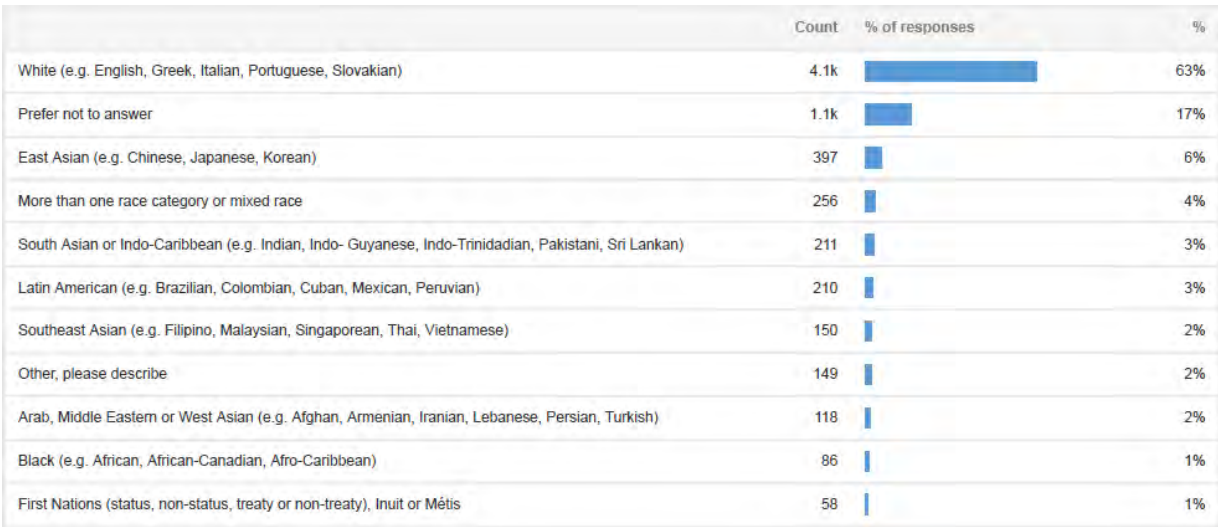 Count % of responses %
White (e.g. English, Greek, Italian, Portuguese, Slovakian) 4.1k 63%
Prefer not to answer 1.1k 17%
East Asian (e.g. Chinese, Japanese, Korean) 397 6%
More than one race category or mixed race 256 4%
South Asian or Indo-Caribbean (e.g. Indian, Indo- Guyanese, Indo-Trinidadian, Pakistani, Sri Lankan) 211 3%
Latin American (e.g. Brazilian, Colombian, Cuban, Mexican, Peruvian) 210 3%
Southeast Asian (e.g. Filipino, Malaysian, Singaporean, Thai, Vietnamese) 150 2%
Other, please describe 149 2%
Arab, Middle Eastern or West Asian (e.g. Afghan, Armenian, Iranian, Lebanese, Persian, Turkish) 118 2%
Black (e.g. African, African-Canadian, Afro-Caribbean) 86 1%
First Nations (status, non-status, treaty or non-treaty), Inuit or Métis 58 1%